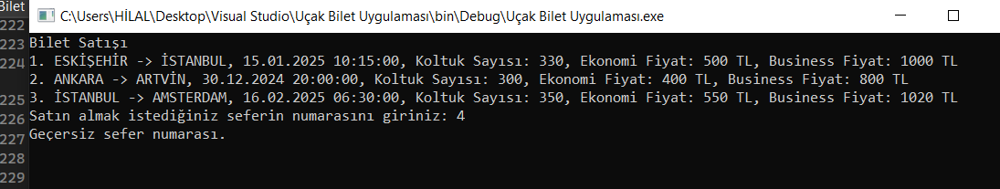 Bilet
C:\Users\HİLAL\Desktop\Visual Studio\Uçak Bilet Uygulaması\bin\Debug\Uçak Bilet Uygulaması.exe
222
223
224
225
226
227
228
229
Bilet Satışı
1. ESKİŞEHİR -> İSTANBUL, 15.01.2025 10:15:00, Koltuk Sayısı: 330, Ekonomi Fiyat: 500 TL, Business Fiyat: 1000 TL
2. ANKARA -> ARTVİN, 30.12.2024 20:00:00, Koltuk Sayısı: 300, Ekonomi Fiyat: 400 TL, Business Fiyat: 800 TL
3. İSTANBUL -> AMSTERDAM, 16.02.2025 06:30:00, Koltuk Sayısı: 350, Ekonomi Fiyat: 550 TL, Business Fiyat: 1020 TL
Satın almak istediğiniz seferin numarasını giriniz: 4
Geçersiz sefer numarası.